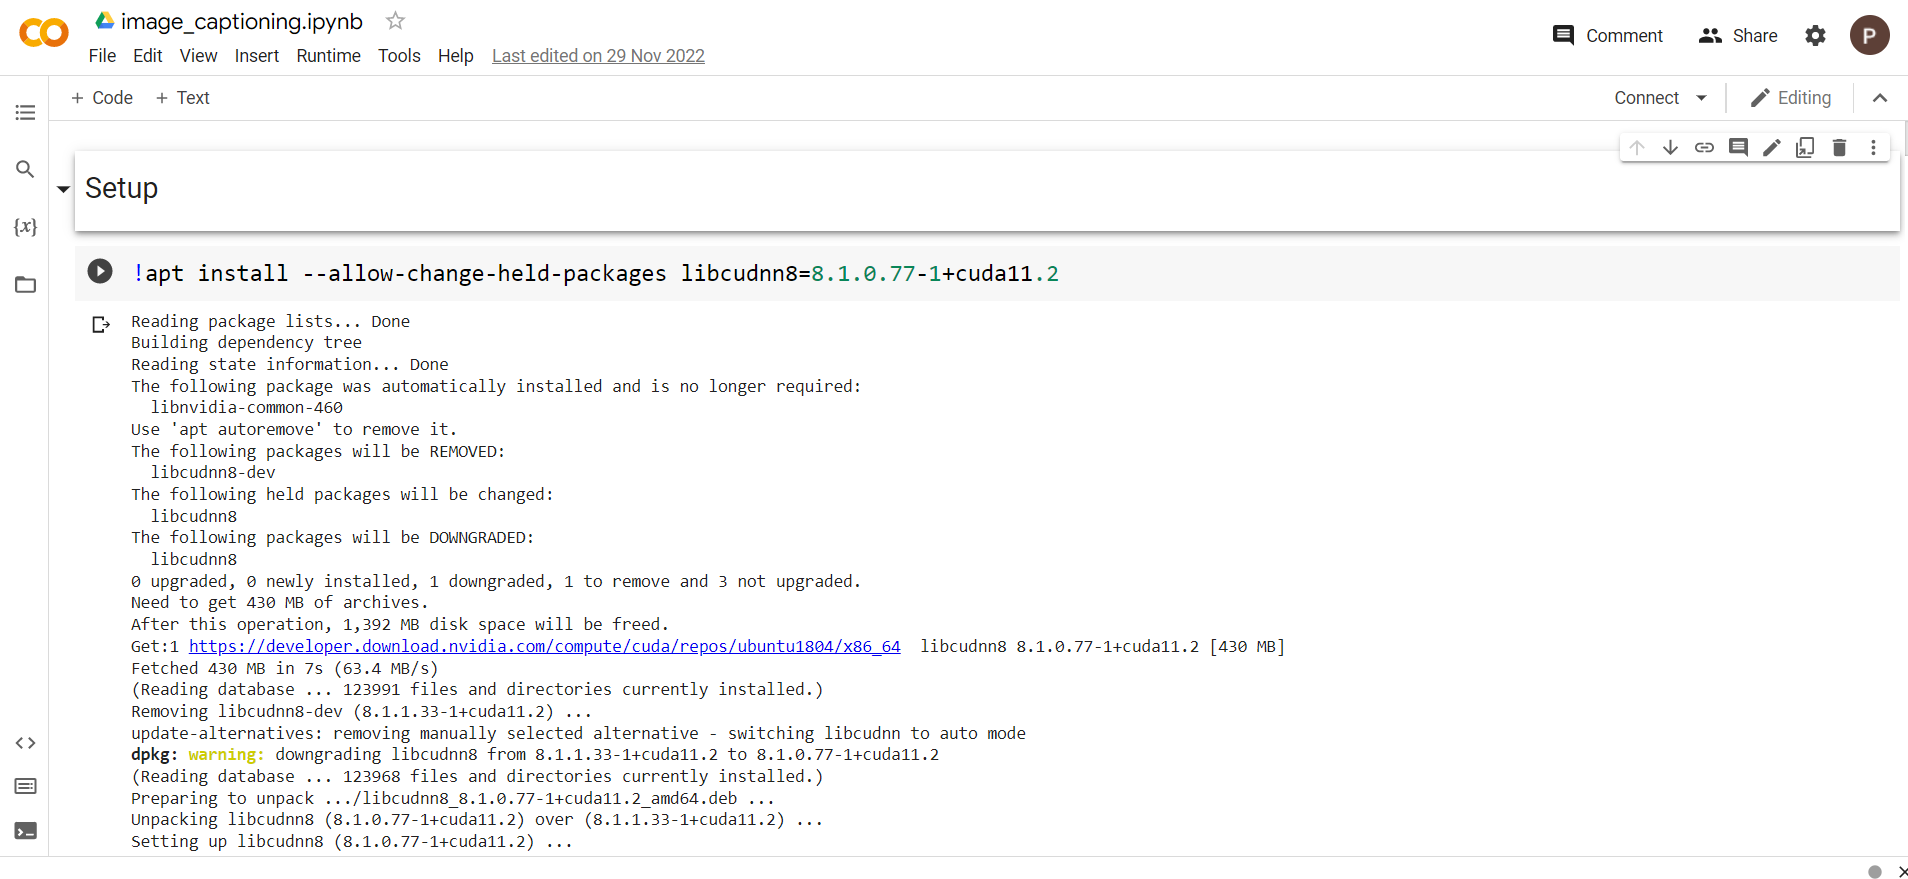 image_captioning.ipynb
File Edit View Insert Runtime Tools Help Last edited on 29 Nov 2022
Comment Share P
+ Code + Text
Connect Editing
{x}
Setup
!apt install --allow-change-held-packages libcudnn8=8.1.0.77-1+cuda11.2
Reading package lists... Done
Building dependency tree
Reading state information... Done
The following package was automatically installed and is no longer required:
libnvidia-common-460
Use 'apt autoremove' to remove it.
The following packages will be REMOVED:
libcudnn8-dev
The following held packages will be changed:
libcudnn8
The following packages will be DOWNGRADED:
libcudnn8
0 upgraded, 0 newly installed, 1 downgraded, 1 to remove and 3 not upgraded.
Need to get 430 MB of archives.
After this operation, 1,392 MB disk space will be freed.
Get:1 https://developer.download.nvidia.com/compute/cuda/repos/ubuntu1804/x86_64 libcudnn8 8.1.0.77-1+cuda11.2 [430 MB]
Fetched 430 MB in 7s (63.4 MB/s)
(Reading database ... 123991 files and directories currently installed.)
Removing libcudnn8-dev (8.1.1.33-1+cuda11.2) ...
update-alternatives: removing manually selected alternative - switching libcudnn to auto mode
dpkg: warning: downgrading libcudnn8 from 8.1.1.33-1+cuda11.2 to 8.1.0.77-1+cuda11.2
(Reading database ... 123968 files and directories currently installed.)
Preparing to unpack .../libcudnn8_8.1.0.77-1+cuda11.2_amd64.deb ...
Unpacking libcudnn8 (8.1.0.77-1+cuda11.2) over (8.1.1.33-1+cuda11.2) ...
Setting up libcudnn8 (8.1.0.77-1+cuda11.2) ...